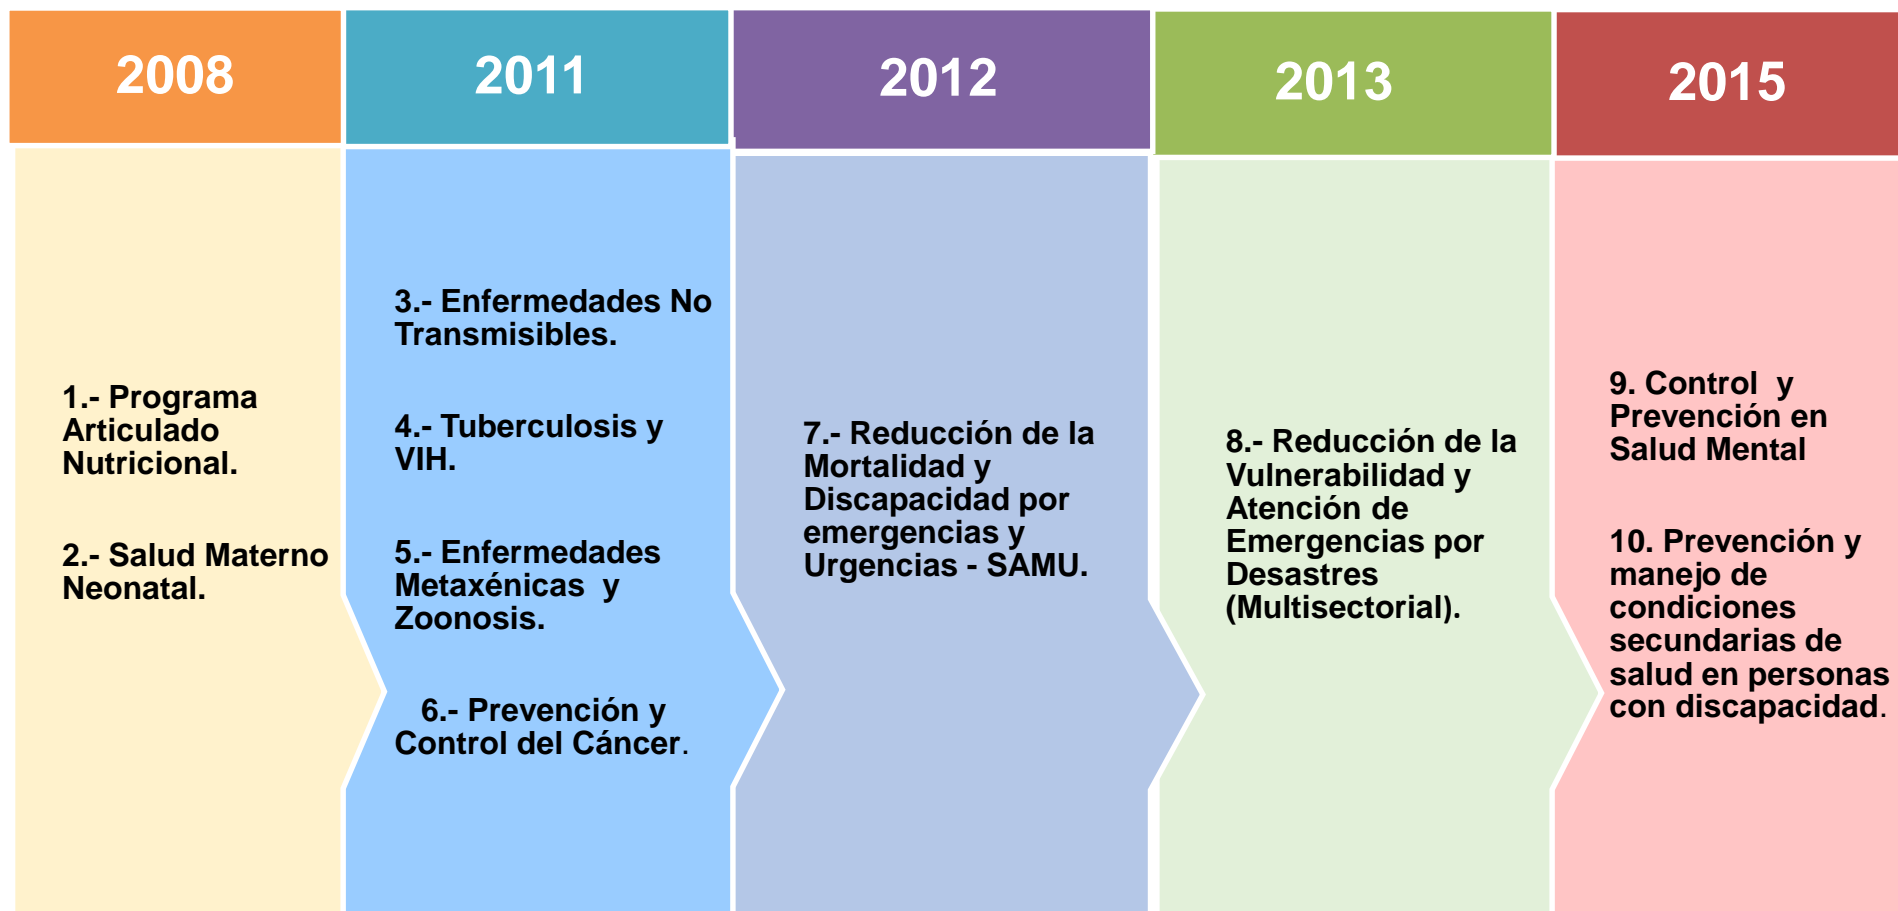 2008
2011
2012
2013
2015
1.- Programa
Articulado
Nutricional.
2.- Salud Materno
Neonatal.
3.- Enfermedades No
Transmisibles.
4.- Tuberculosis y
VIH.
5.- Enfermedades
Metaxénicas y
Zoonosis.
6.- Prevención y
Control del Cáncer.
7.- Reducción de la
Mortalidad y
Discapacidad por
emergencias y
Urgencias - SAMU.
8.- Reducción de la
Vulnerabilidad y
Atención de
Emergencias por
Desastres
(Multisectorial).
9. Control y
Prevención en
Salud Mental
10. Prevención y
manejo de
condiciones
secundarias de
salud en personas
con discapacidad.